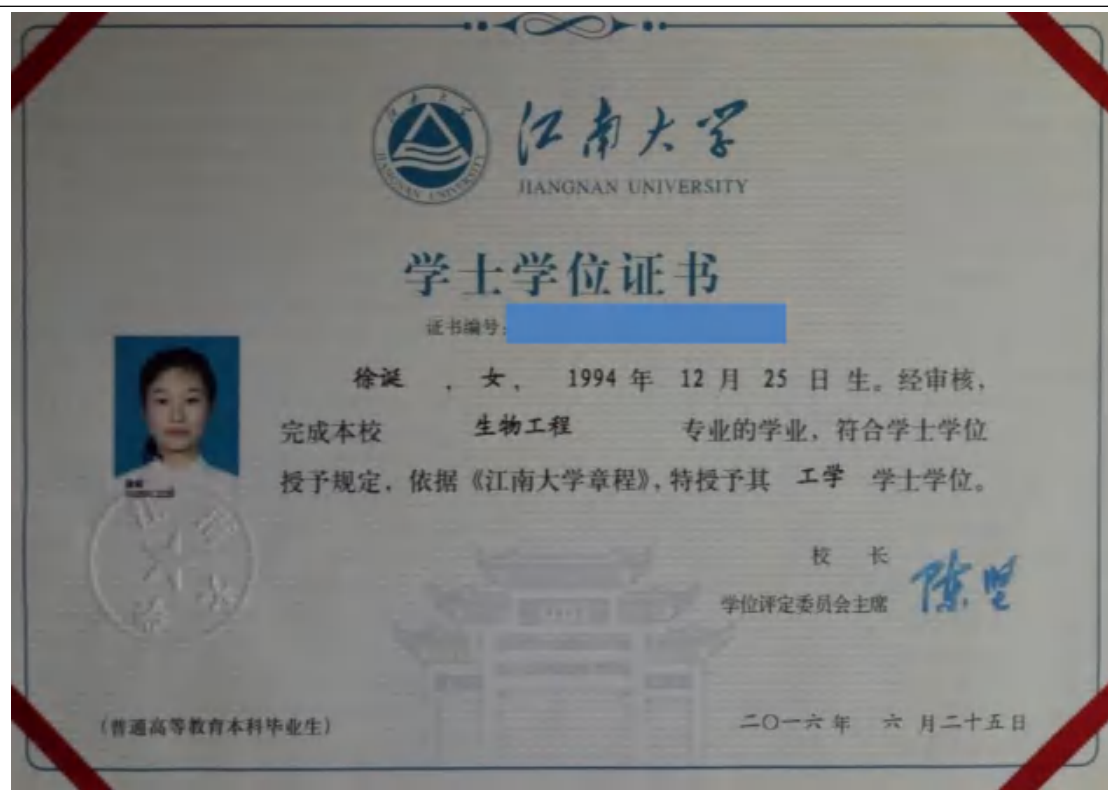 江南大学
JIANGNAN UNIVERSITY
学士学位证书
证书编号:
徐诞 ，女， 1994 年 12 月 25 日 生。经审核，
完成本校 生物工程 专业的学业，符合学士学位
授予规定，依据《江南大学章程》，特授予其 工学 学士学位。
校 长
学位评定委员会主席 陈坚
(普通高等教育本科毕业生)
二〇一六年 六 月二十五日